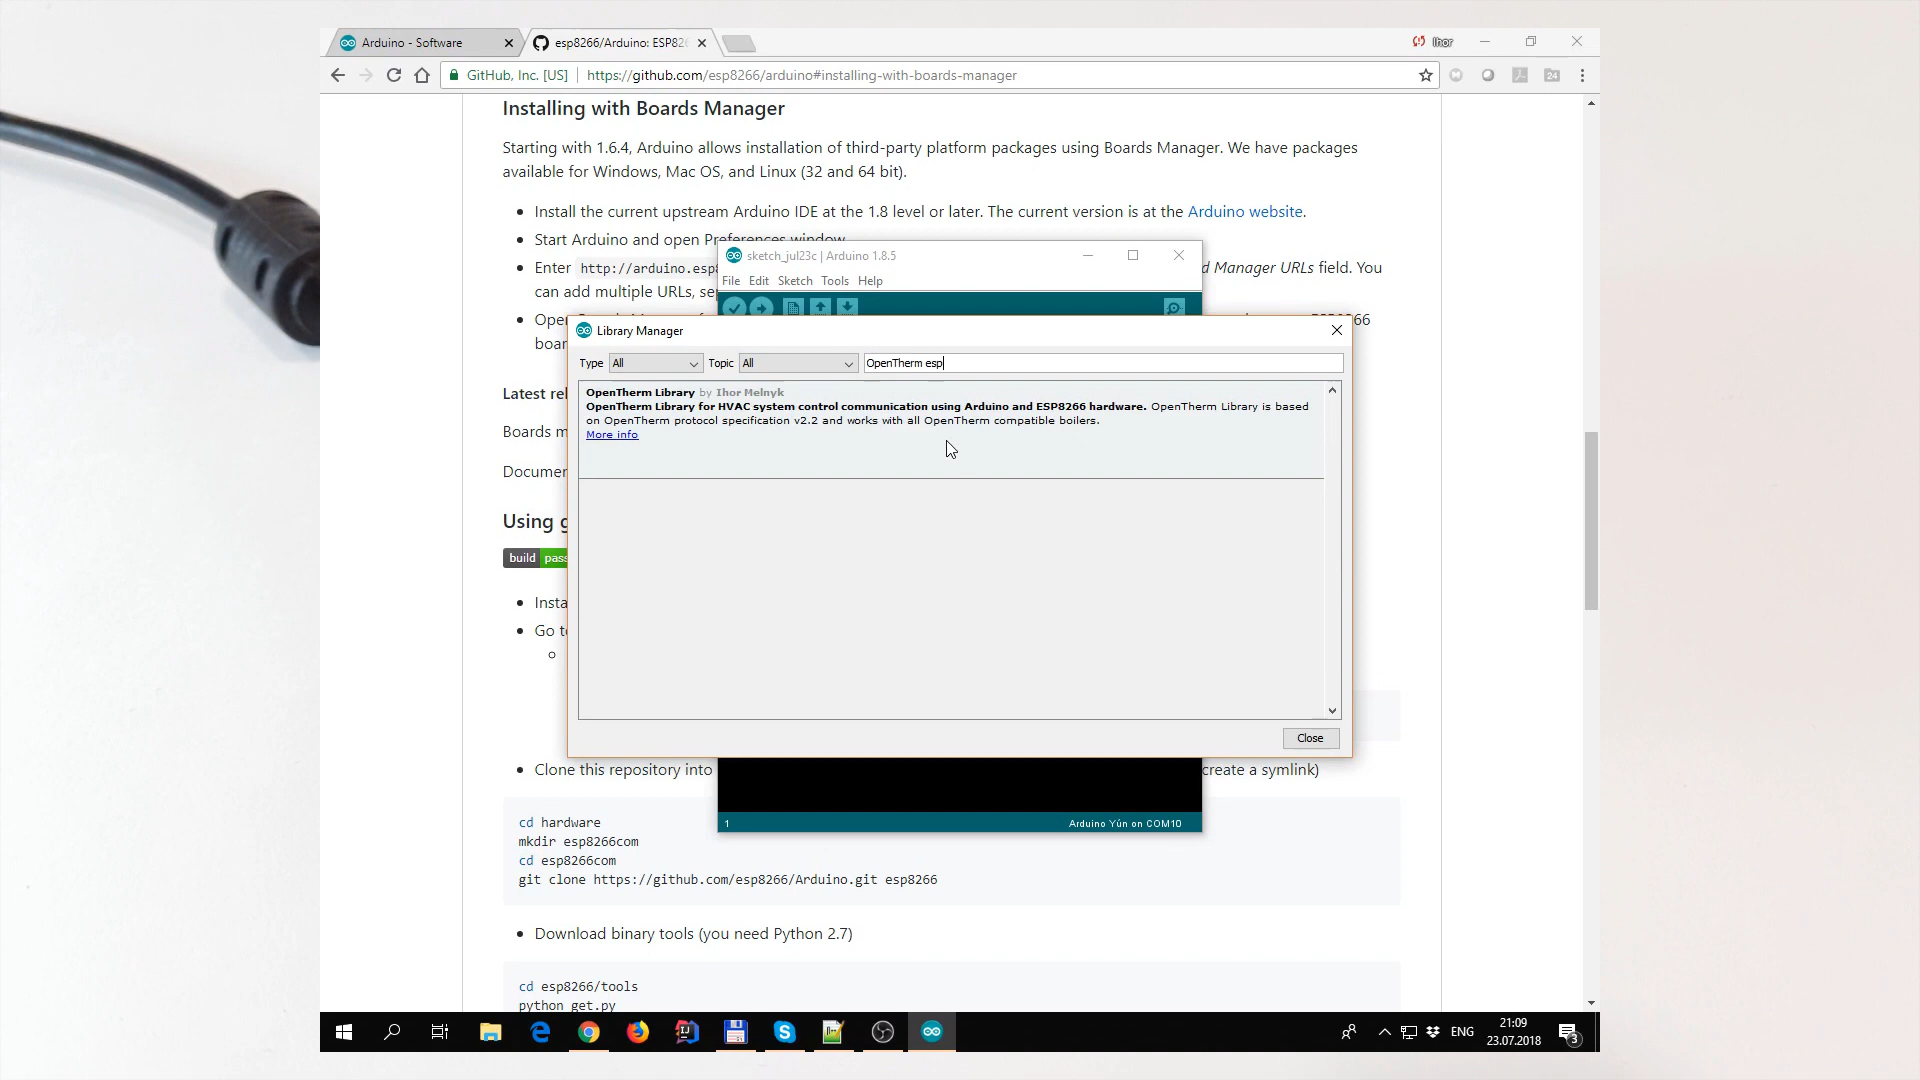 Arduino - Software
esp8266/Arduino: ESP82
Ihor
GitHub, Inc. [US]
https://github.com/esp8266/arduino#installing-with-boards-manager
24
Installing with Boards Manager
Starting with 1.6.4, Arduino allows installation of third-party platform packages using Boards Manager. We have packages
available for Windows, Mac OS, and Linux (32 and 64 bit).
Install the current upstream Arduino IDE at the 1.8 level or later. The current version is at the Arduino website.
Start Arduino and open Preferences window.
Enter http://arduino.esp8
d Manager URLs field. You
can add multiple URLs, se
sketch_jul23c | Arduino 1.8.5
File Edit Sketch Tools Help
Library Manager
Type All Topic All OpenTherm esp
OpenTherm Library by Ihor Melnyk
OpenTherm Library for HVAC system control communication using Arduino and ESP8266 hardware. OpenTherm Library is based
on OpenTherm protocol specification v2.2 and works with all OpenTherm compatible boilers.
More info
Close
Latest rel
Boards m
Documen
Using g
build pass
Insta
Go to
Clone this repository into
create a symlink)
1
Arduino Yún on COM10
cd hardware
mkdir esp8266com
cd esp8266com
git clone https://github.com/esp8266/Arduino.git esp8266
Download binary tools (you need Python 2.7)
cd esp8266/tools
python get.py
ENG
21:09
23.07.2018
3